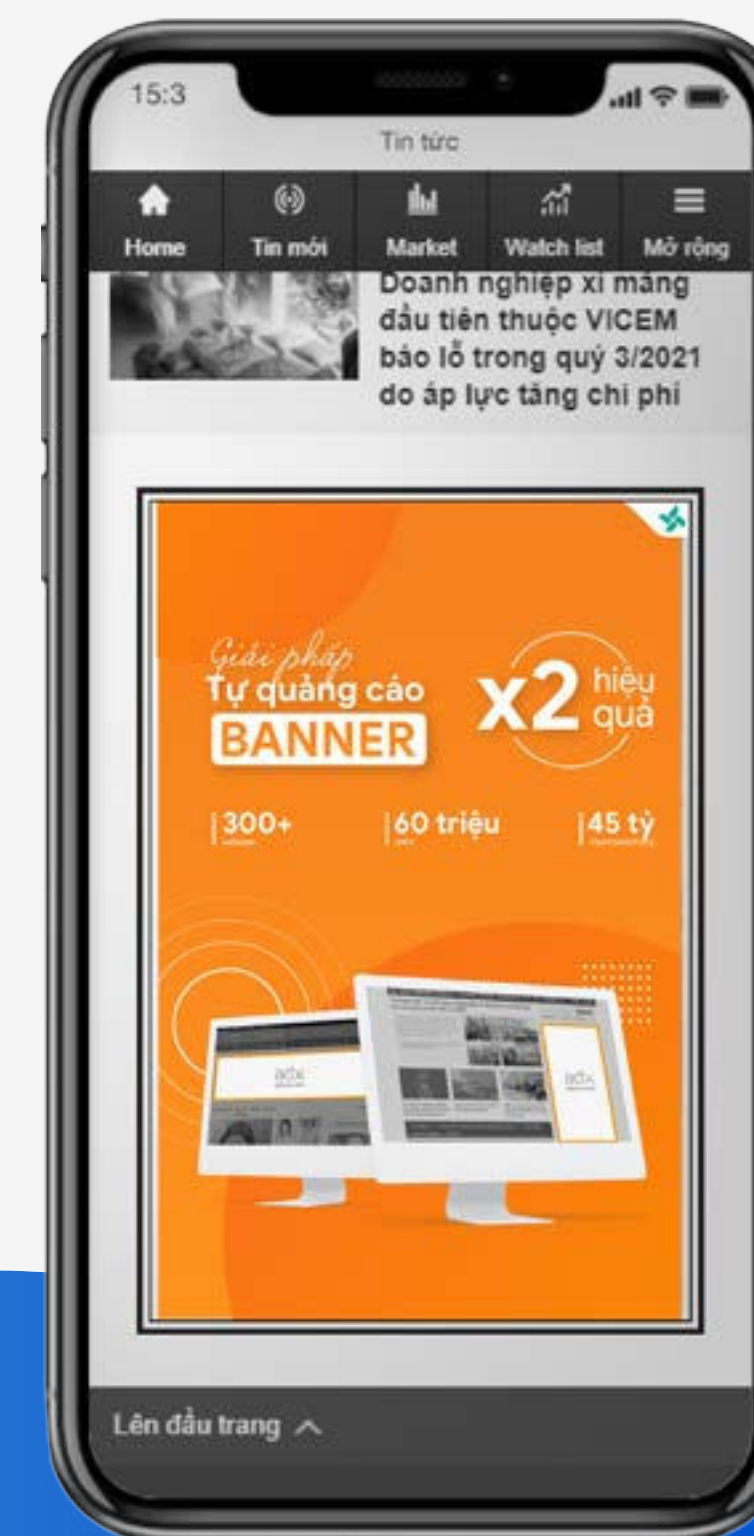 15:3
Tin tức
Home
Tin mới
Market
Watch list
Mở rộng
Doanh nghiệp xi măng
đầu tiên thuộc VICEM
báo lỗ trong quý 3/2021
do áp lực tăng chi phí
Giải pháp
Tự quảng cáo
BANNER
x2 hiệu
quả
300+
60 triệu
45 tỷ
adx
adx
Lên đầu trang